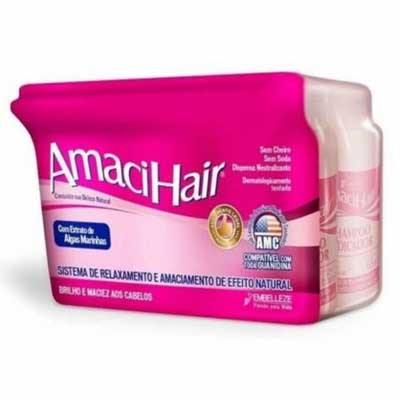 AmaciHair
Sem Cheiro
Sem Soda
Dispensa Neutralizante
Dermatologicamente
testado
Com Extrato de
Algas Marinhas
AMC
COMPATÍVEL COM
TODA GUANIDINA
SISTEMA DE RELAXAMENTO E AMACIAMENTO DE EFEITO NATURAL
BRILHO E MACIEZ AOS CABELOS
EMBELLEZE